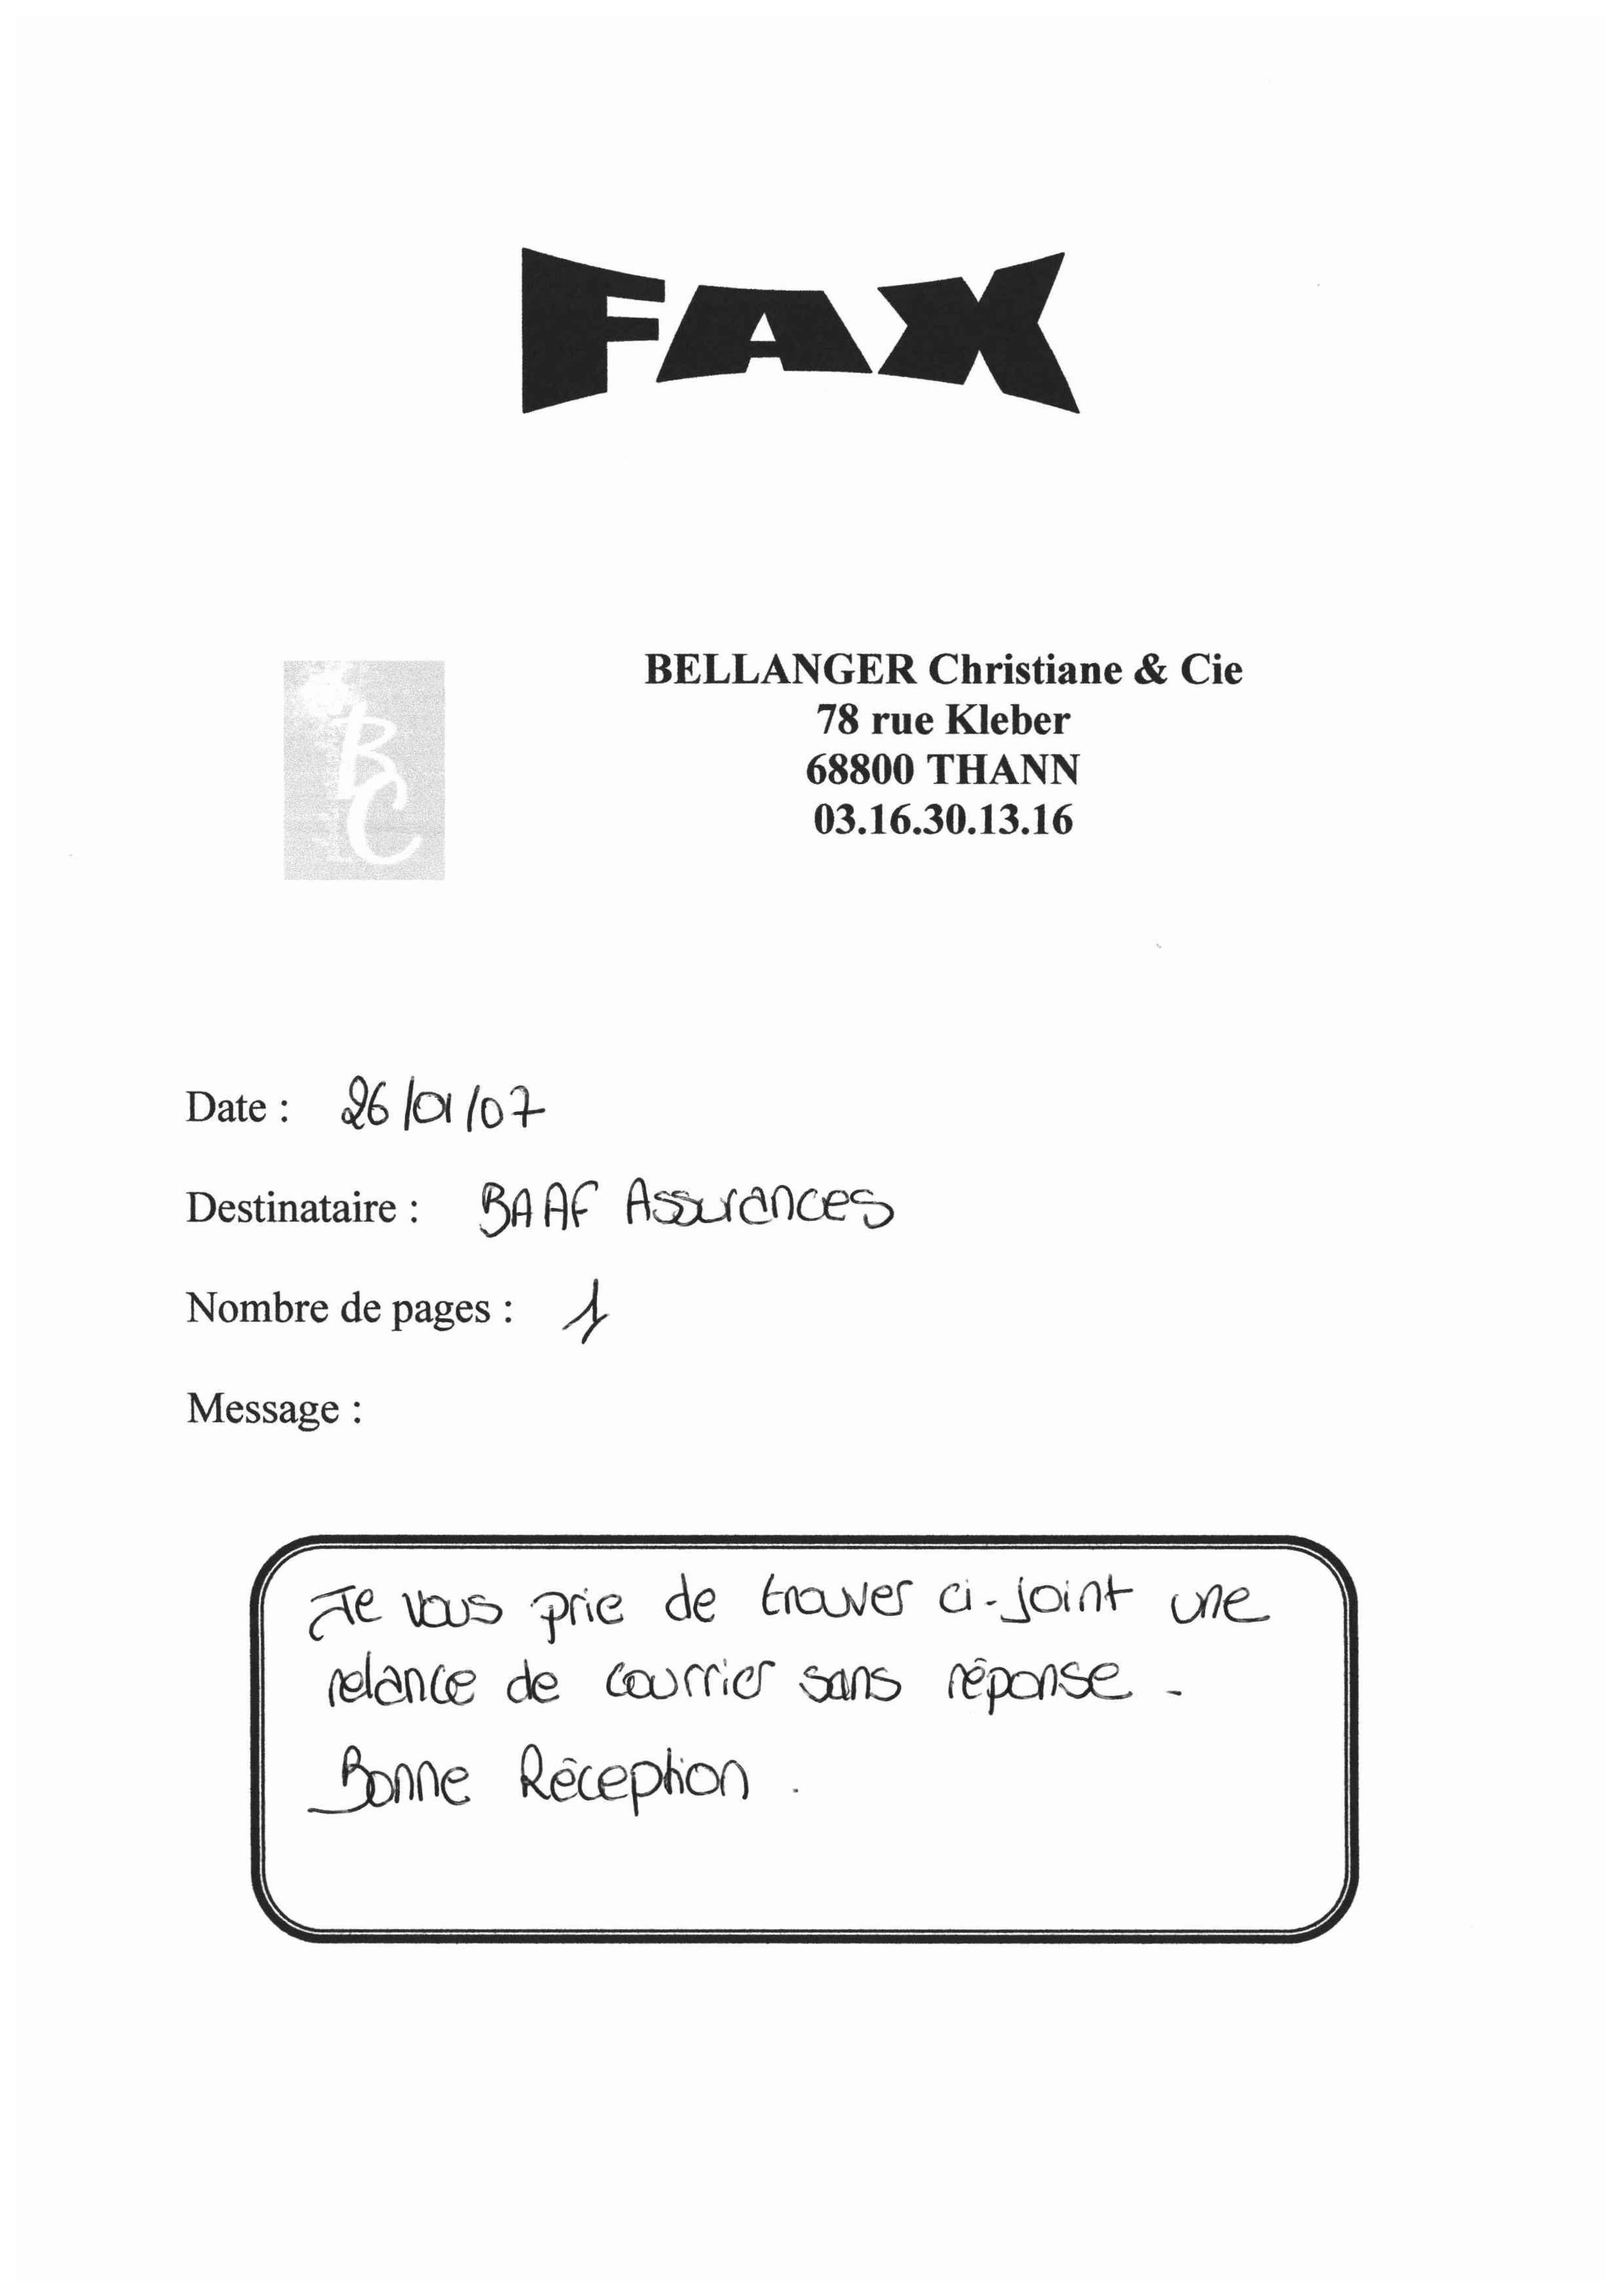 FAX
BC
BELLANGER Christiane & Cie
78 rue Kleber
68800 THANN
03.16.30.13.16
Date : 26/01/07
Destinataire : BAAF Assurances
Nombre de pages : 1
Message :
Je vous prie de trouver ci-joint une
relance de courrier sans réponse.
Bonne Réception.